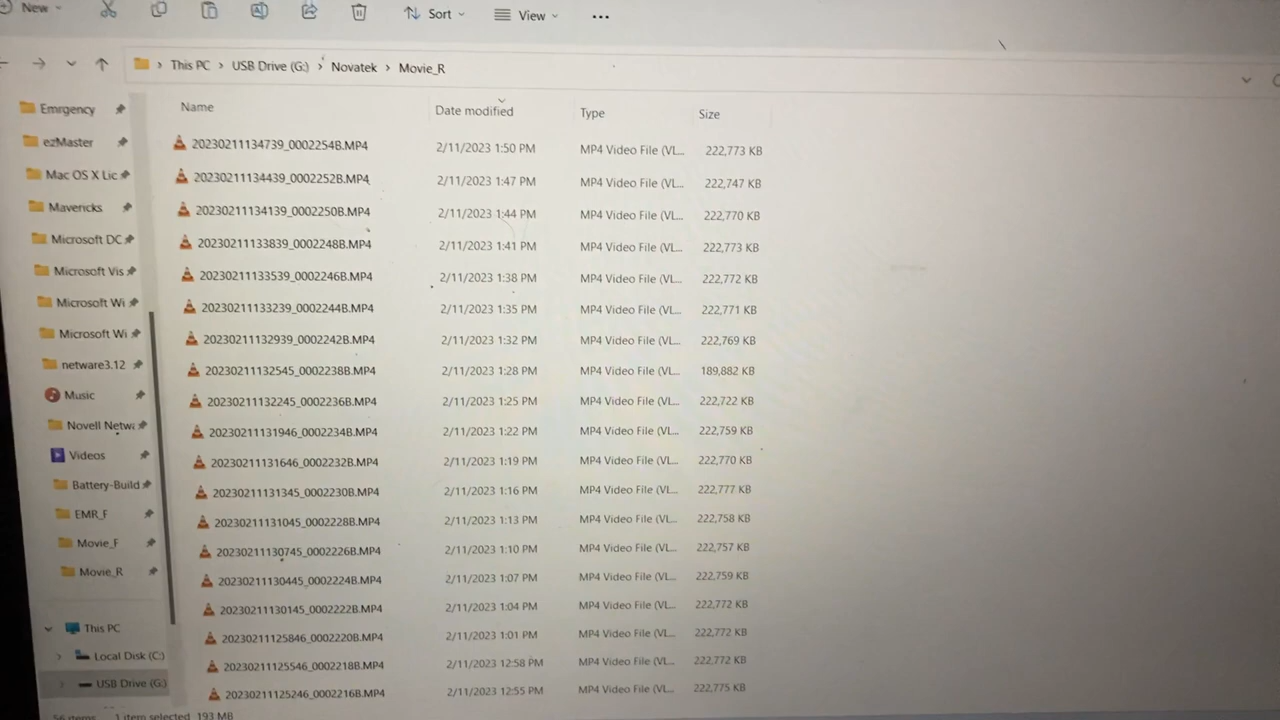 New
Sort
View
...
This PC > USB Drive (G:) > Novatek > Movie_R
Name Date modified Type Size
20230211134739_0002254B.MP4 2/11/2023 1:50 PM MP4 Video File (VL... 222,773 KB
20230211134439_0002252B.MP4 2/11/2023 1:47 PM MP4 Video File (VL... 222,747 KB
20230211134139_0002250B.MP4 2/11/2023 1:44 PM MP4 Video File (VL... 222,770 KB
20230211133839_0002248B.MP4 2/11/2023 1:41 PM MP4 Video File (VL... 222,773 KB
20230211133539_0002246B.MP4 2/11/2023 1:38 PM MP4 Video File (VL... 222,772 KB
20230211133239_0002244B.MP4 2/11/2023 1:35 PM MP4 Video File (VL... 222,771 KB
20230211132939_0002242B.MP4 2/11/2023 1:32 PM MP4 Video File (VL... 222,769 KB
20230211132545_0002238B.MP4 2/11/2023 1:28 PM MP4 Video File (VL... 189,882 KB
20230211132245_0002236B.MP4 2/11/2023 1:25 PM MP4 Video File (VL... 222,722 KB
20230211131946_0002234B.MP4 2/11/2023 1:22 PM MP4 Video File (VL... 222,759 KB
20230211131646_0002232B.MP4 2/11/2023 1:19 PM MP4 Video File (VL... 222,770 KB
20230211131345_0002230B.MP4 2/11/2023 1:16 PM MP4 Video File (VL... 222,777 KB
20230211131045_0002228B.MP4 2/11/2023 1:13 PM MP4 Video File (VL... 222,758 KB
20230211130745_0002226B.MP4 2/11/2023 1:10 PM MP4 Video File (VL... 222,757 KB
20230211130445_0002224B.MP4 2/11/2023 1:07 PM MP4 Video File (VL... 222,759 KB
20230211130145_0002222B.MP4 2/11/2023 1:04 PM MP4 Video File (VL... 222,772 KB
20230211125846_0002220B.MP4 2/11/2023 1:01 PM MP4 Video File (VL... 222,772 KB
20230211125546_0002218B.MP4 2/11/2023 12:58 PM MP4 Video File (VL... 222,772 KB
20230211125246_0002216B.MP4 2/11/2023 12:55 PM MP4 Video File (VL... 222,775 KB
Emrgency
ezMaster
Mac OS X Lic
Mavericks
Microsoft DC
Microsoft Vis
Microsoft Wi
Microsoft Wi
netware3.12
Music
Novell Netwa
Videos
Battery-Build
EMR_F
Movie_F
Movie_R
This PC
Local Disk (C:)
USB Drive (G:)
56 items 1 item selected 193 MB